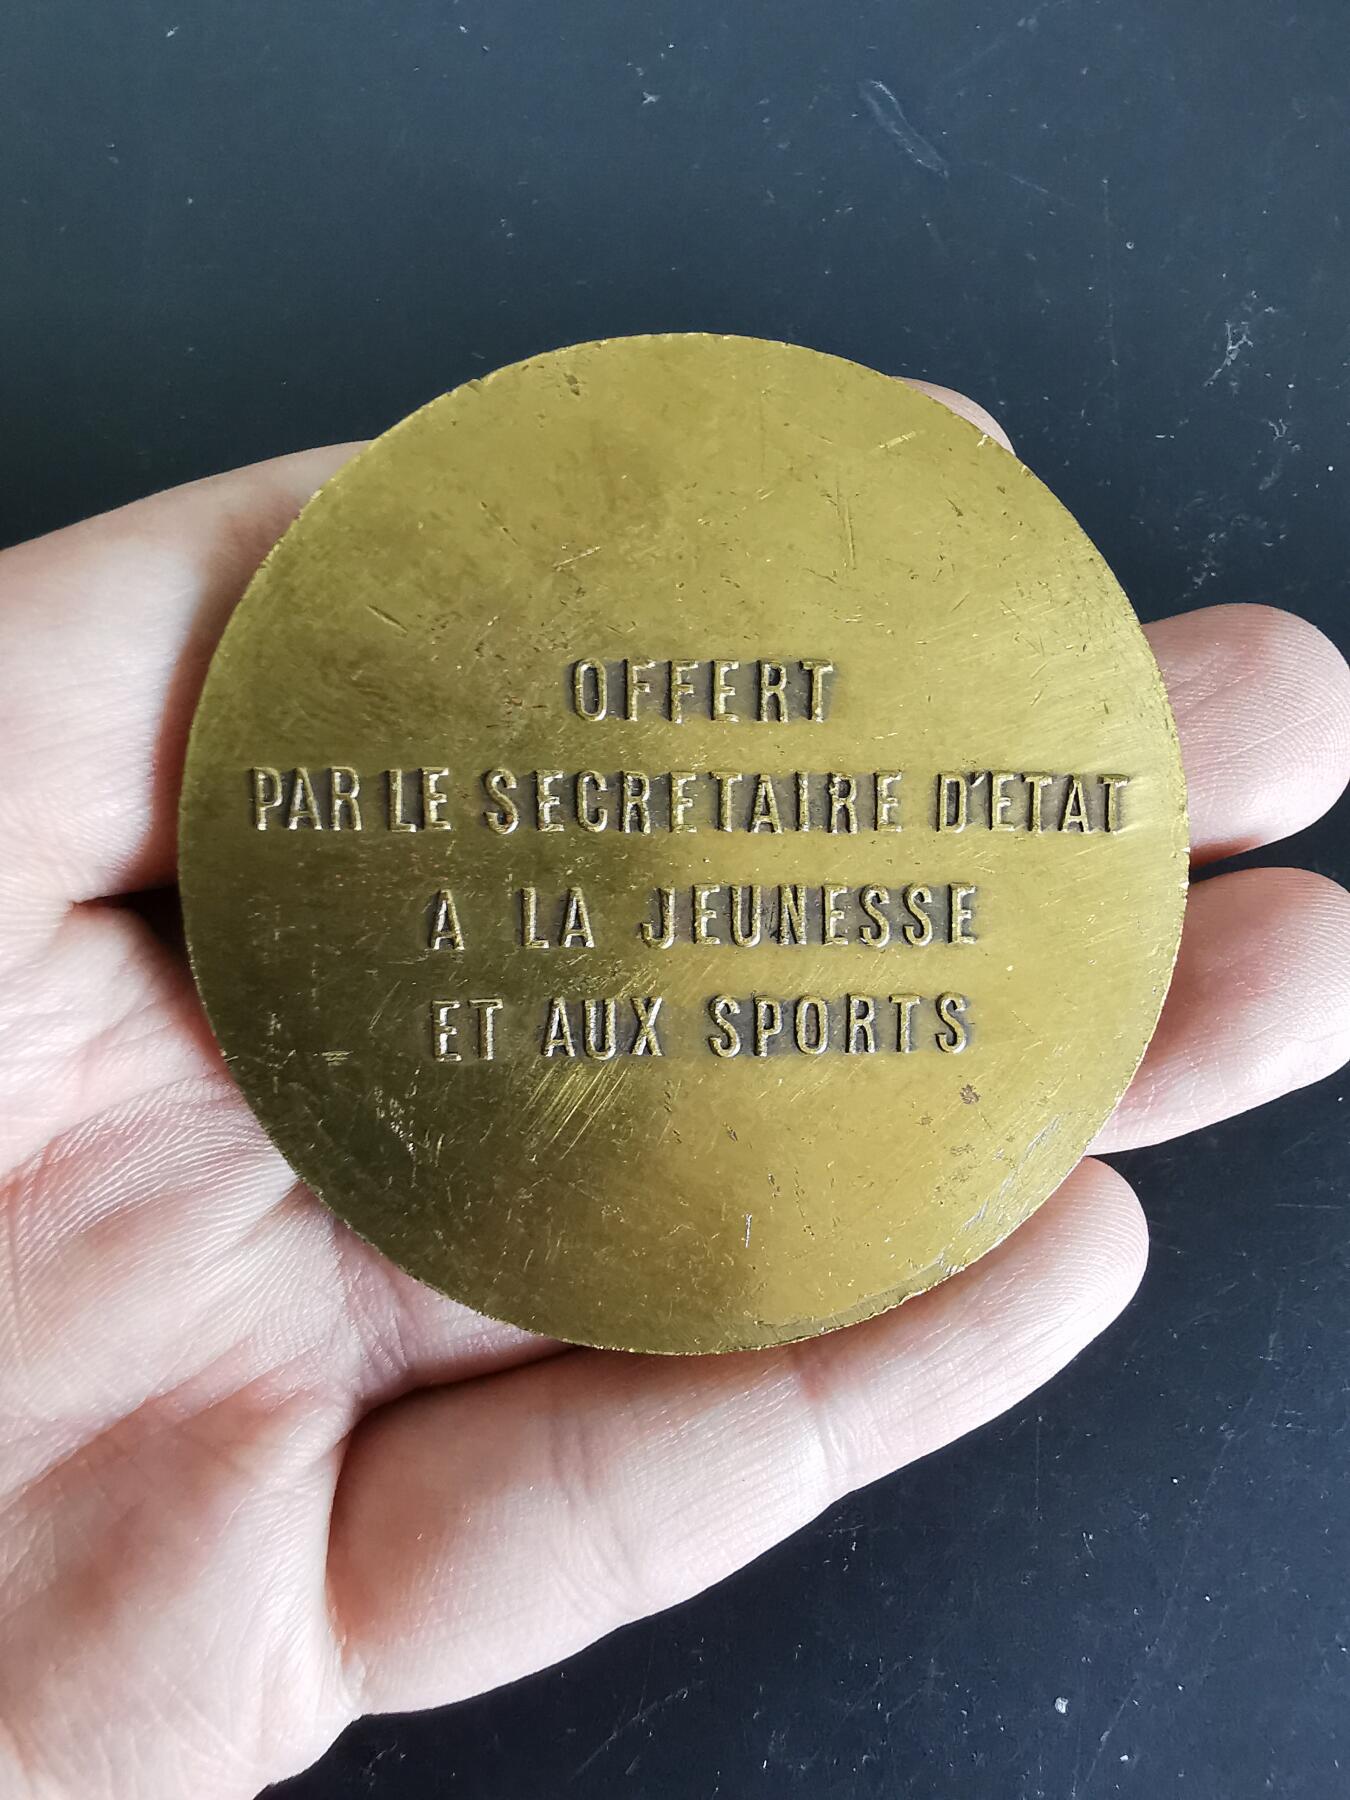 OFFERT
PAR LE SECRETAIRE D'ETAT
A LA JEUNESSE
ET AUX SPORTS